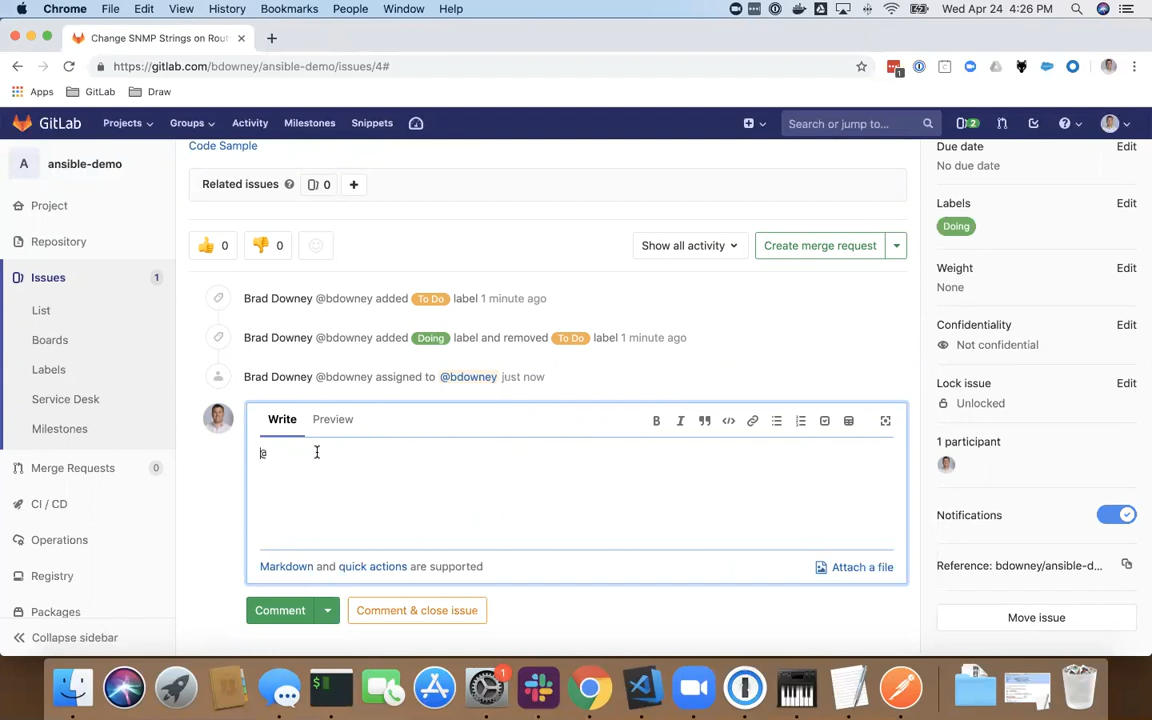 Chrome File Edit View History Bookmarks People Window Help Wed Apr 24 4:26 PM
Change SNMP Strings on Rout
https://gitlab.com/bdowney/ansible-demo/issues/4#
1
Apps GitLab Draw
GitLab Projects Groups Activity Milestones Snippets Search or jump to... 2
A ansible-demo
Project
Repository
Issues 1
List
Boards
Labels
Service Desk
Milestones
Merge Requests 0
CI / CD
Operations
Registry
Packages
Collapse sidebar
Code Sample
Related issues 0
0 0 Show all activity Create merge request
Brad Downey @bdowney added To Do label 1 minute ago
Brad Downey @bdowney added Doing label and removed To Do label 1 minute ago
Brad Downey @bdowney assigned to @bdowney just now
Write Preview
@
Markdown and quick actions are supported Attach a file
Comment Comment & close issue
Due date Edit
No due date
Labels Edit
Doing
Weight Edit
None
Confidentiality Edit
Not confidential
Lock issue Edit
Unlocked
1 participant
Notifications
Reference: bdowney/ansible-d...
Move issue
1